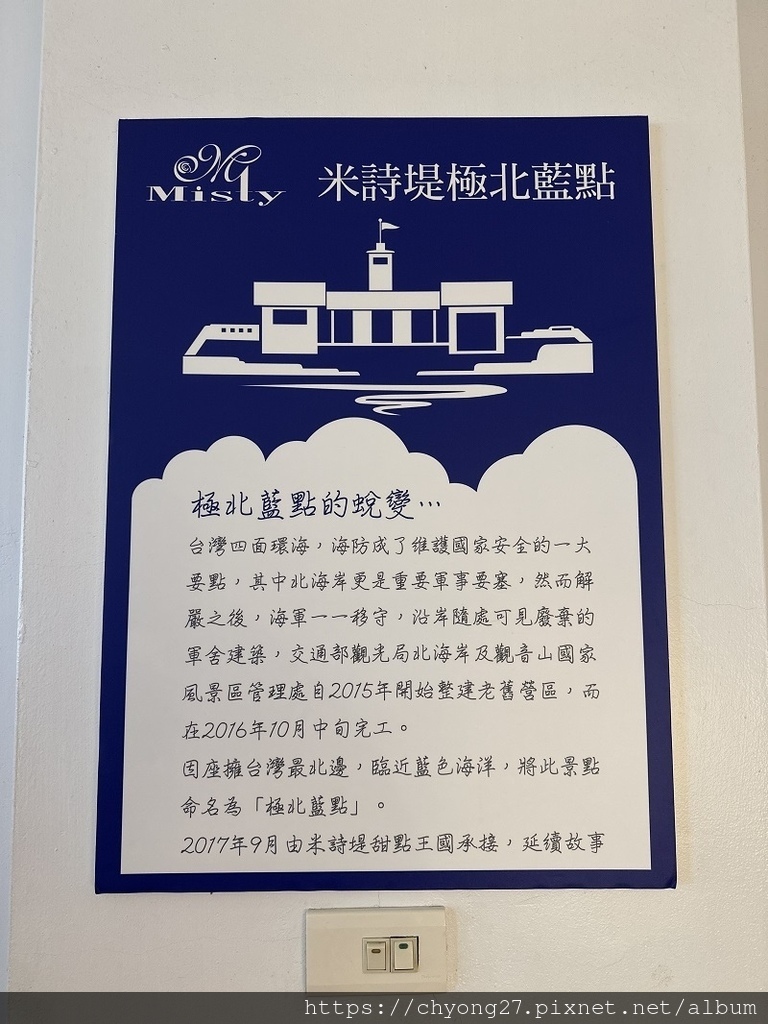 Misty
米詩堤極北藍點
極北藍點的蛻變…
台灣四面環海，海防成了維護國家安全的一大
要點，其中北海岸更是重要軍事要塞，然而解
嚴之後，海軍一一移守，沿岸隨處可見廢棄的
軍舍建築，交通部觀光局北海岸及觀音山國家
風景區管理處自2015年開始整建老舊營區，而
在2016年10月中旬完工。
因座擁台灣最北邊，臨近藍色海洋，將此景點
命名為「極北藍點」。
2017年9月由米詩堤甜點王國承接，延續故事
https://chyong27.pixnet.net/album